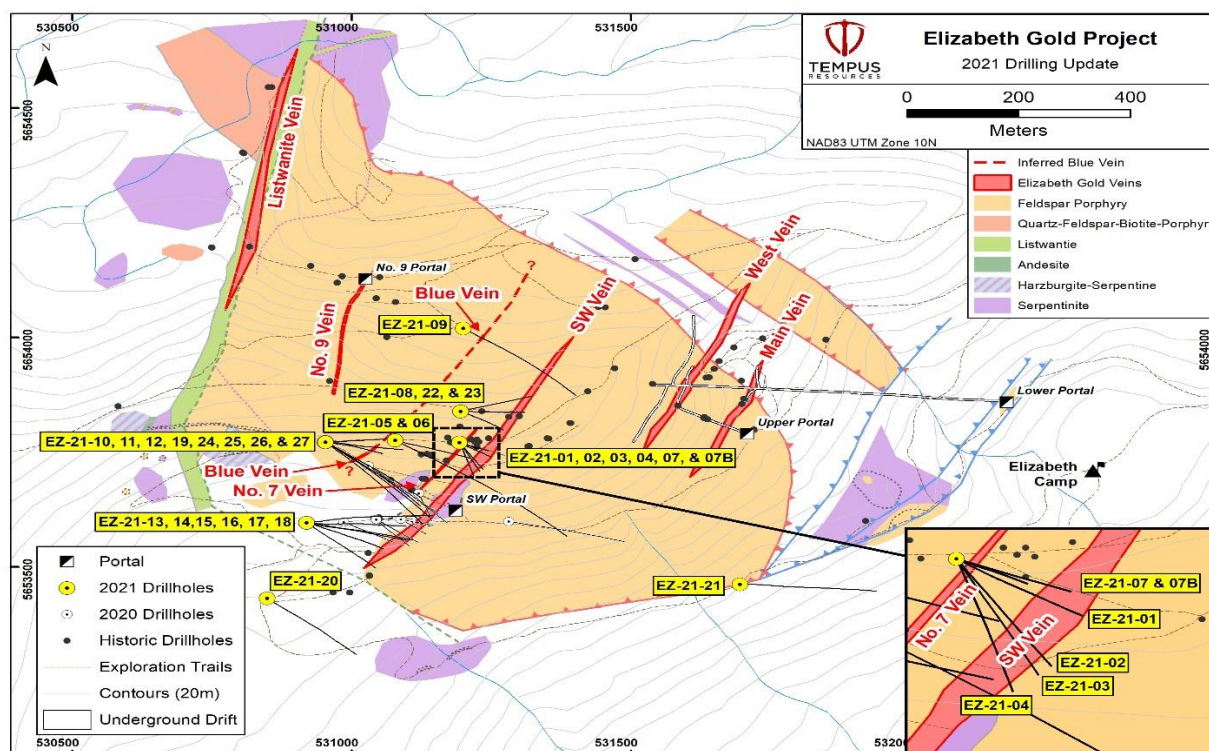 530500
531000
531500
N
5654500
5654000
5653500
5654000
530500
531000
531500
53200
TEMPUS
RESOURCES
Elizabeth Gold Project
2021 Drilling Update
0 200 400
Meters
NAD83 UTM Zone 10N
Inferred Blue Vein
Elizabeth Gold Veins
Feldspar Porphyry
Quartz-Feldspar-Biotite-Porphyry
Listwantie
Andesite
Harzburgite-Serpentine
Serpentinite
Listwanite Vein
No. 9 Portal
No. 9 Vein
Blue Vein
?
SW Vein
West Vein
Main Vein
EZ-21-09
EZ-21-08, 22, & 23
EZ-21-05 & 06
EZ-21-10, 11, 12, 19, 24, 25, 26, & 27
EZ-21-01, 02, 03, 04, 07, & 07B
Upper Portal
Lower Portal
Elizabeth
Camp
Blue Vein
?
No. 7 Vein
SW Portal
EZ-21-13, 14,15, 16, 17, 18
EZ-21-20
EZ-21-21
Portal
2021 Drillholes
2020 Drillholes
Historic Drillholes
Exploration Trails
Contours (20m)
Underground Drift
No. 7 Vein
SW Vein
EZ-21-07 & 07B
EZ-21-01
EZ-21-02
EZ-21-03
EZ-21-04